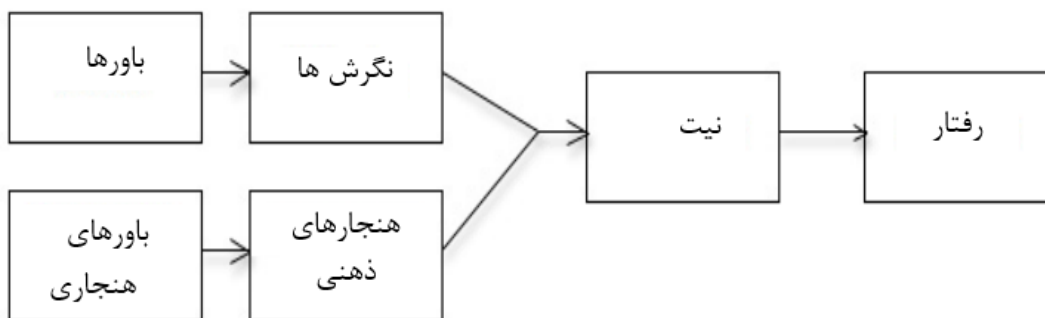 باورها
نگرش ها
نیت
رفتار
باورهای
هنجاری
هنجارهای
ذهنی